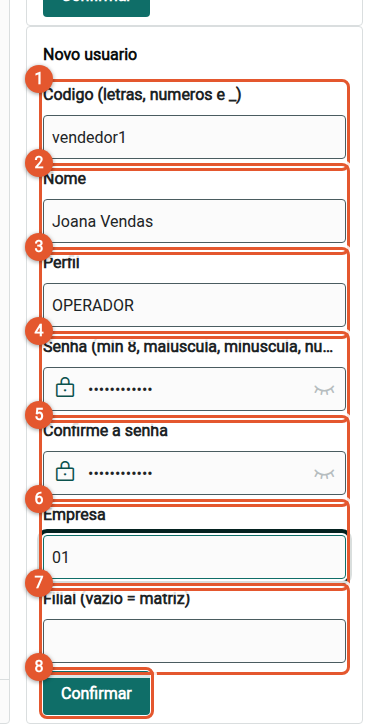 Confirmar
Novo usuario
1
Codigo (letras, numeros e _)
vendedor1
2
Nome
Joana Vendas
3
Perfil
OPERADOR
4
Senha (min 8, maiuscula, minuscula, nu...
••••••••••••
5
Confirme a senha
••••••••••••
6
Empresa
01
7
Filial (vazio = matriz)
8
Confirmar